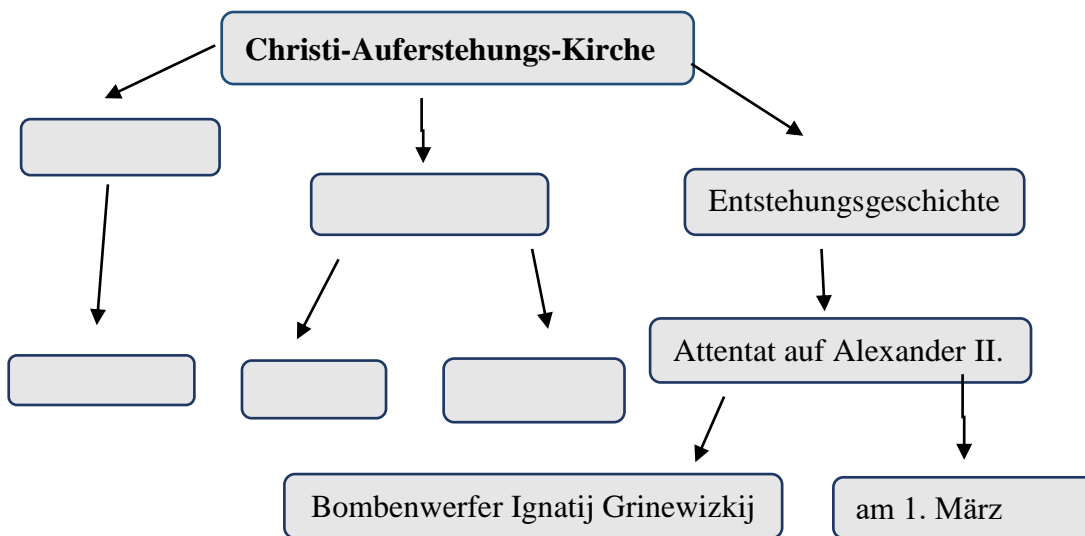 Christi-Auferstehungs-Kirche
Entstehungsgeschichte
Attentat auf Alexander II.
Bombenwerfer Ignatij Grinewizkij
am 1. März